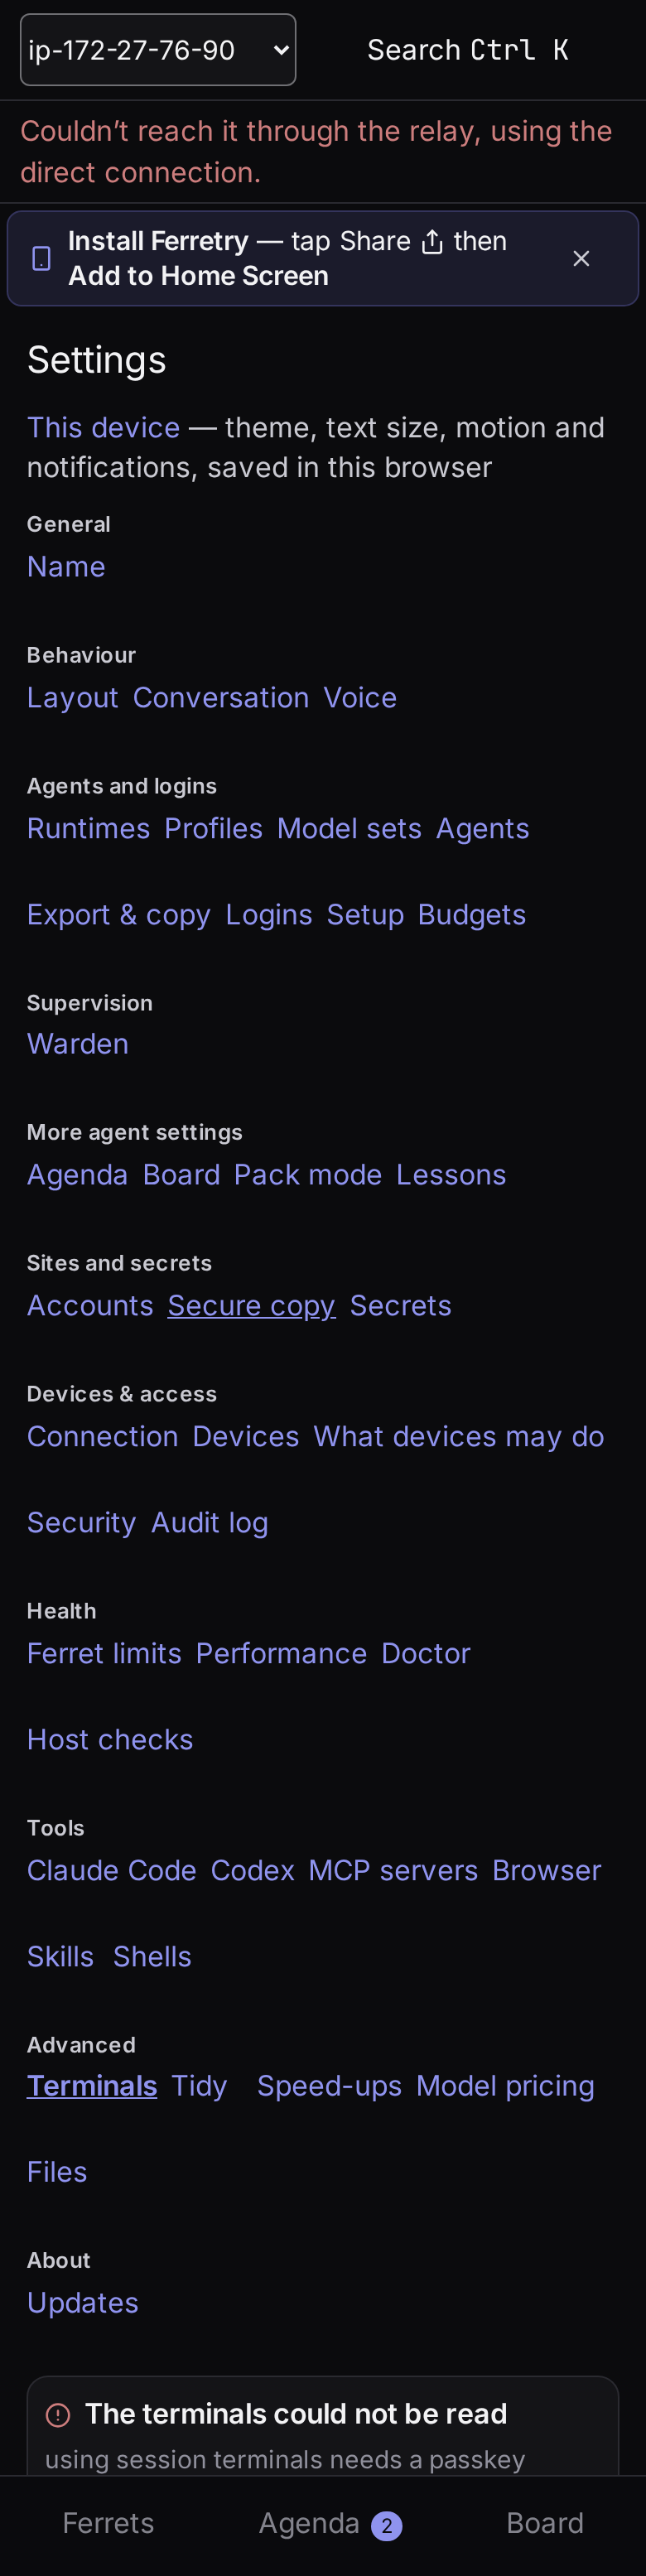 ip-172-27-76-90
Search Ctrl K
Couldn’t reach it through the relay, using the
direct connection.
Install Ferretry — tap Share then
Add to Home Screen
Settings
This device — theme, text size, motion and
notifications, saved in this browser
General
Name
Behaviour
Layout Conversation Voice
Agents and logins
Runtimes Profiles Model sets Agents
Export & copy Logins Setup Budgets
Supervision
Warden
More agent settings
Agenda Board Pack mode Lessons
Sites and secrets
Accounts Secure copy Secrets
Devices & access
Connection Devices What devices may do
Security Audit log
Health
Ferret limits Performance Doctor
Host checks
Tools
Claude Code Codex MCP servers Browser
Skills Shells
Advanced
Terminals Tidy Speed-ups Model pricing
Files
About
Updates
The terminals could not be read
using session terminals needs a passkey
Ferrets Agenda 2 Board